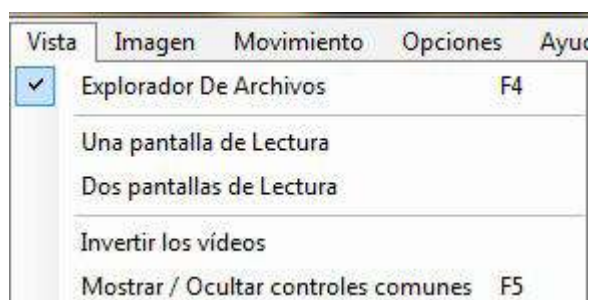 Vista Imagen Movimiento Opciones
Explorador De Archivos F4
Una pantalla de Lectura
Dos pantallas de Lectura
Invertir los vídeos
Mostrar / Ocultar controles comunes F5